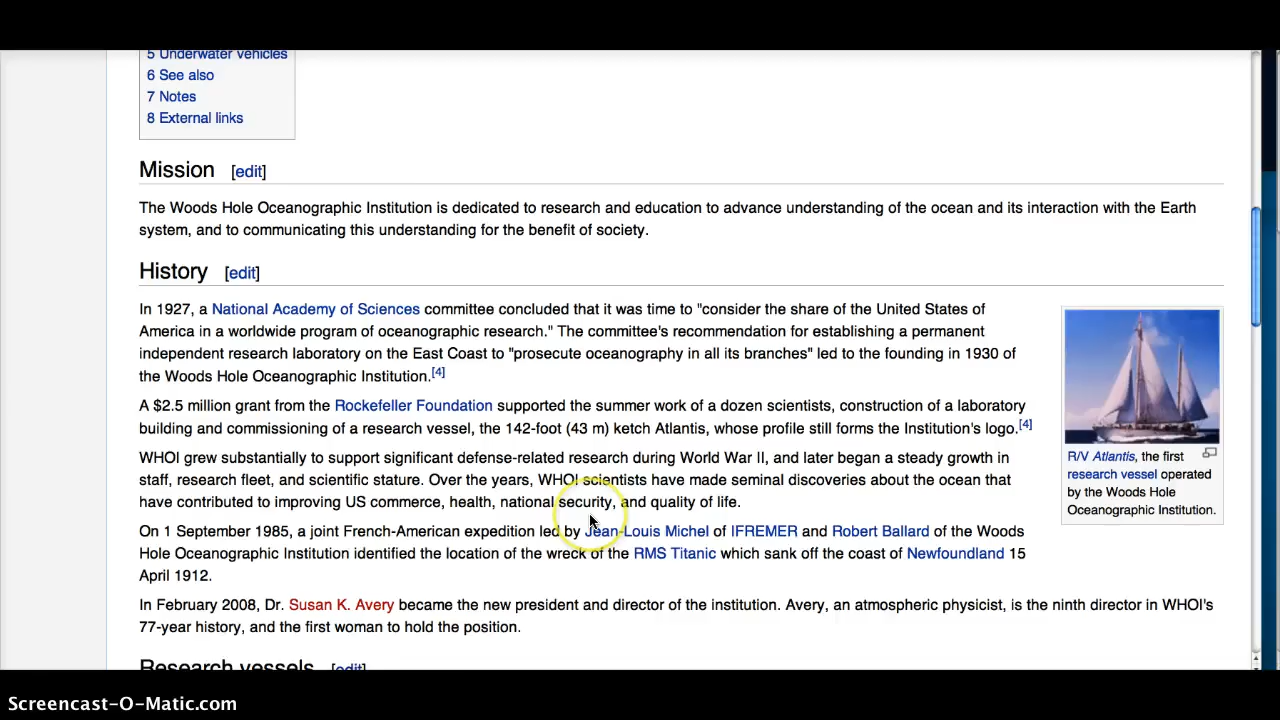 5 Underwater vehicles
6 See also
7 Notes
8 External links
Mission [edit]
The Woods Hole Oceanographic Institution is dedicated to research and education to advance understanding of the ocean and its interaction with the Earth
system, and to communicating this understanding for the benefit of society.
History [edit]
In 1927, a National Academy of Sciences committee concluded that it was time to "consider the share of the United States of
America in a worldwide program of oceanographic research." The committee's recommendation for establishing a permanent
independent research laboratory on the East Coast to "prosecute oceanography in all its branches" led to the founding in 1930 of
the Woods Hole Oceanographic Institution.[4]
A $2.5 million grant from the Rockefeller Foundation supported the summer work of a dozen scientists, construction of a laboratory
building and commissioning of a research vessel, the 142-foot (43 m) ketch Atlantis, whose profile still forms the Institution's logo.[4]
WHOI grew substantially to support significant defense-related research during World War II, and later began a steady growth in
staff, research fleet, and scientific stature. Over the years, WHOI scientists have made seminal discoveries about the ocean that
have contributed to improving US commerce, health, national security, and quality of life.
On 1 September 1985, a joint French-American expedition led by Jean-Louis Michel of IFREMER and Robert Ballard of the Woods
Hole Oceanographic Institution identified the location of the wreck of the RMS Titanic which sank off the coast of Newfoundland 15
April 1912.
In February 2008, Dr. Susan K. Avery became the new president and director of the institution. Avery, an atmospheric physicist, is the ninth director in WHOI's
77-year history, and the first woman to hold the position.
R/V Atlantis, the first
research vessel operated
by the Woods Hole
Oceanographic Institution.
Research vessels [edit]
Screencast-O-Matic.com